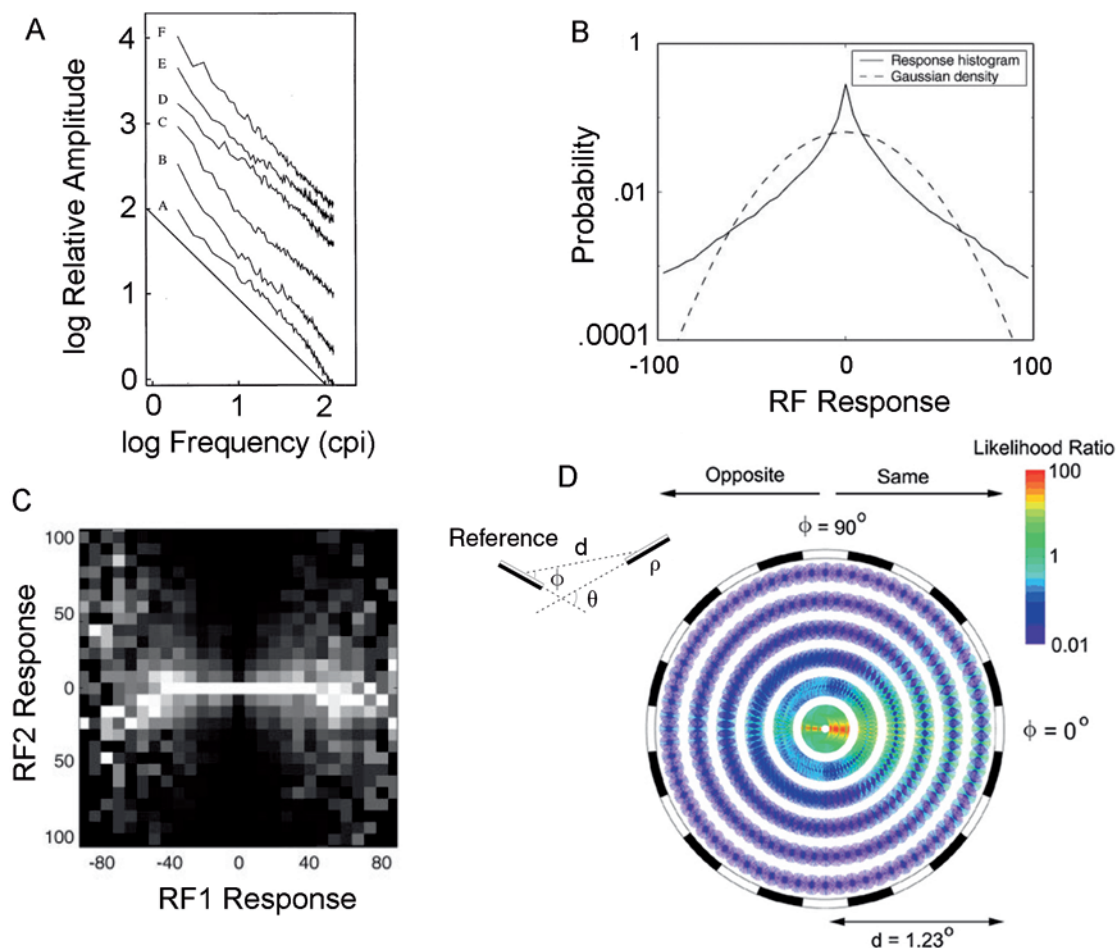 A
log Relative Amplitude
4
3
2
1
0
F
E
D
C
B
A
0 1 2
log Frequency (cpi)
B
Probability
1
.01
.0001
Response histogram
Gaussian density
-100 0 100
RF Response
C
RF2 Response
100
50
0
50
100
-80 -40 0 40 80
RF1 Response
D
Opposite Same
Likelihood Ratio
100
1
0.01
ϕ = 90°
Reference
d
ϕ
ρ
θ
ϕ = 0°
d = 1.23°